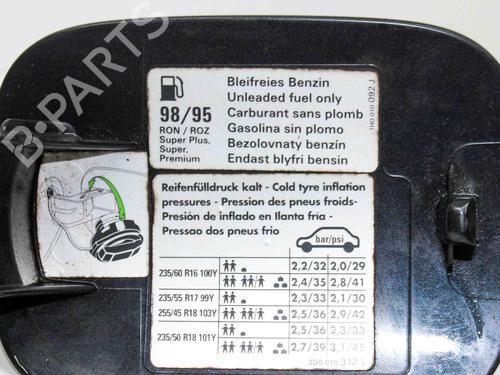 B-PARTS
Bleifreies Benzin
Unleaded fuel only
98/95
Carburant sans plomb
RON / ROZ
Gasolina sin plomo
Super Plus,
Super,
Bezolovnaty benzín
Premium
Endast blyfri bensin
1H0 010 092 J
Reifenfülldruck kalt - Cold tyre inflation
pressures - Pression des pneus froids-
Presión de inflado en llanta fria -
Pressao dos pneus frio
bar/psi
235/60 R16 100Y 2,2/32 2,0/29
2,4/35 2,8/41
235/55 R17 99Y 2,3/33 2,1/30
255/45 R18 103Y 2,5/36 2,9/42
2,5/36 2,3/33
235/50 R18 101Y
2,7/39 3,1/45
3D0 010 312 L